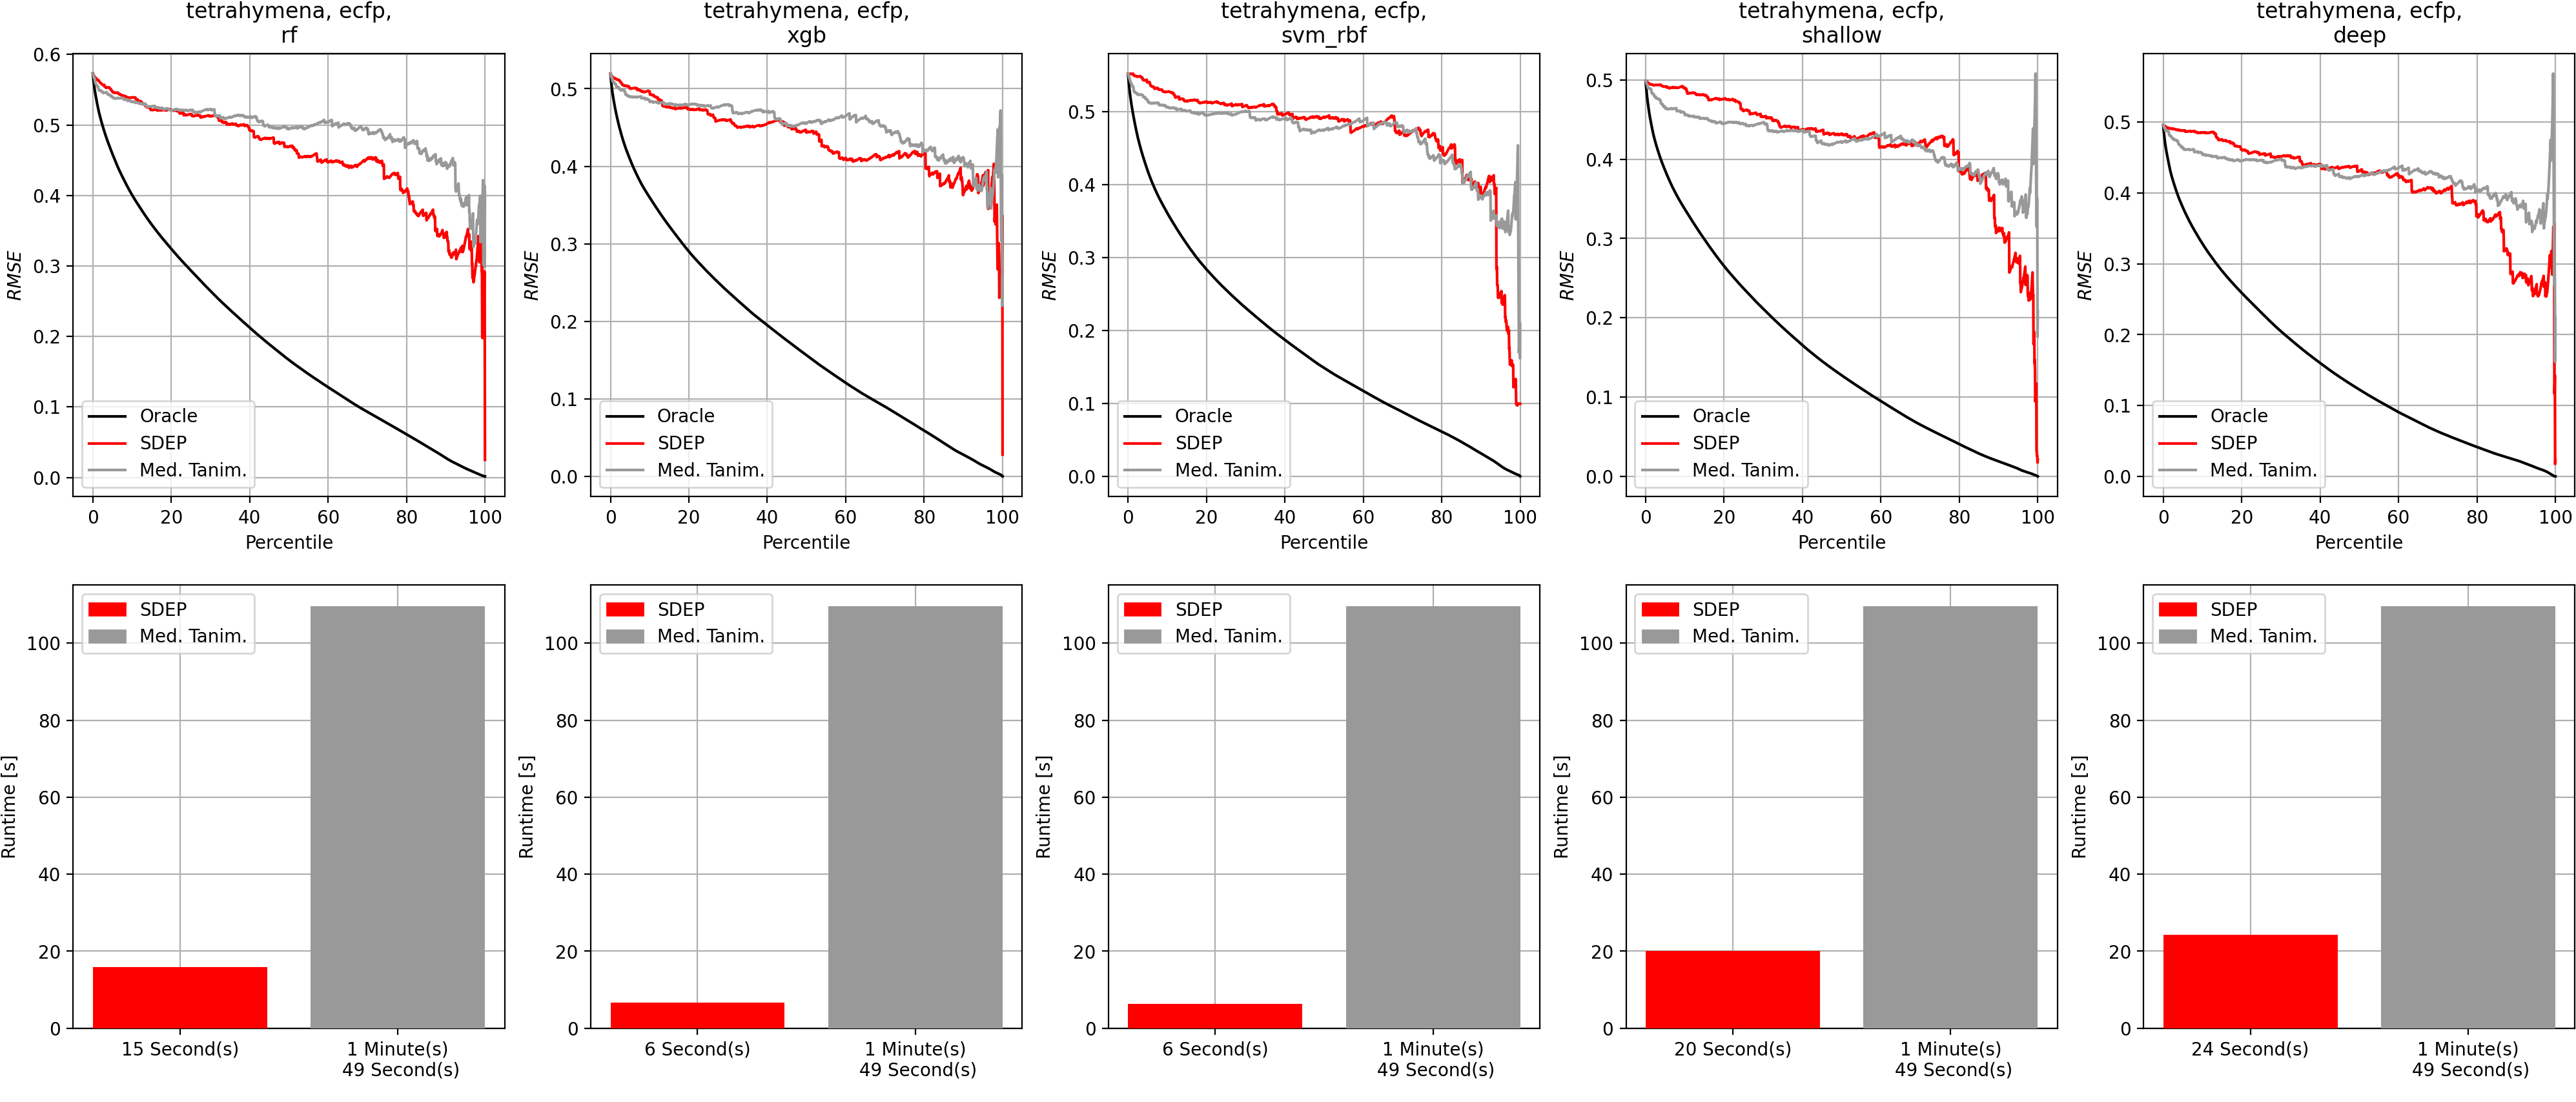 tetrahymena, ecfp,
rf
0.6
0.5
0.4
0.3
0.2
0.1
0.0
RMSE
Oracle
SDEP
Med. Tanim.
0 20 40 60 80 100
Percentile
tetrahymena, ecfp,
xgb
0.5
0.4
0.3
0.2
0.1
0.0
RMSE
Oracle
SDEP
Med. Tanim.
0 20 40 60 80 100
Percentile
tetrahymena, ecfp,
svm_rbf
0.5
0.4
0.3
0.2
0.1
0.0
RMSE
Oracle
SDEP
Med. Tanim.
0 20 40 60 80 100
Percentile
tetrahymena, ecfp,
shallow
0.5
0.4
0.3
0.2
0.1
0.0
RMSE
Oracle
SDEP
Med. Tanim.
0 20 40 60 80 100
Percentile
tetrahymena, ecfp,
deep
0.5
0.4
0.3
0.2
0.1
0.0
RMSE
Oracle
SDEP
Med. Tanim.
0 20 40 60 80 100
Percentile
SDEP
Med. Tanim.
100
80
60
40
20
0
Runtime [s]
15 Second(s)
1 Minute(s)
49 Second(s)
SDEP
Med. Tanim.
100
80
60
40
20
0
Runtime [s]
6 Second(s)
1 Minute(s)
49 Second(s)
SDEP
Med. Tanim.
100
80
60
40
20
0
Runtime [s]
6 Second(s)
1 Minute(s)
49 Second(s)
SDEP
Med. Tanim.
100
80
60
40
20
0
Runtime [s]
20 Second(s)
1 Minute(s)
49 Second(s)
SDEP
Med. Tanim.
100
80
60
40
20
0
Runtime [s]
24 Second(s)
1 Minute(s)
49 Second(s)